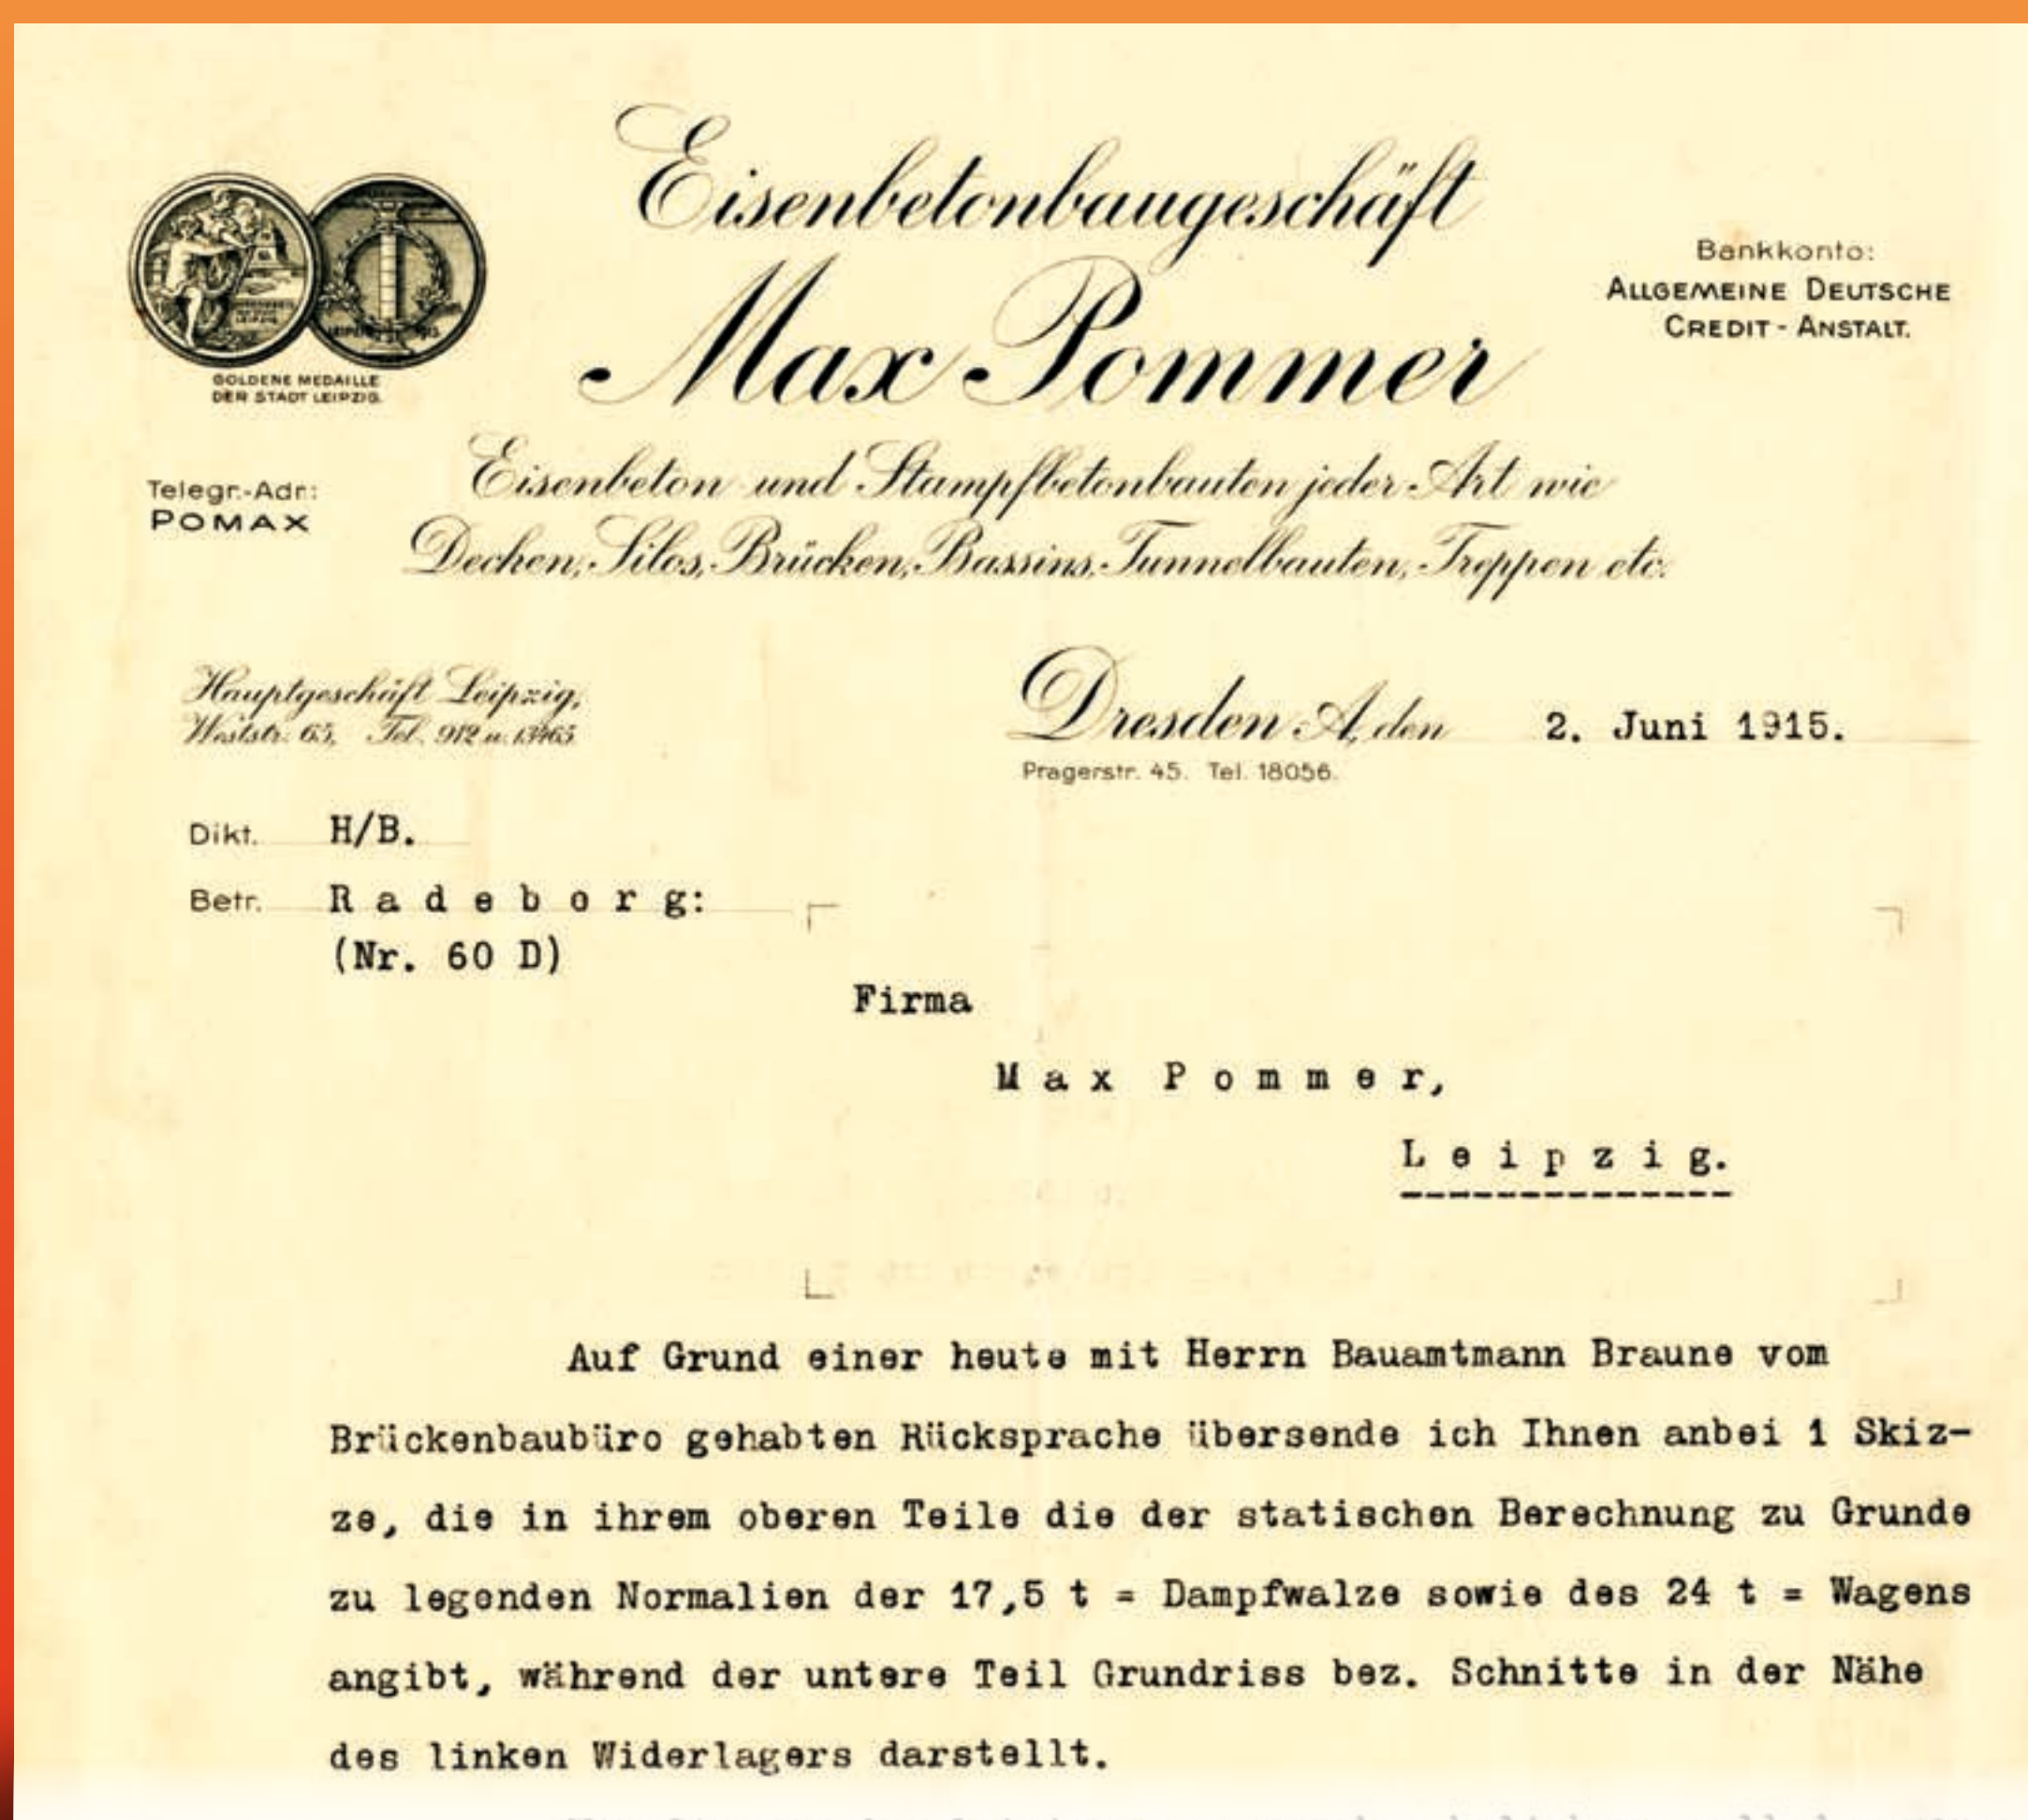 Eisenbetonbaugeschäft
Max Pommer
Bankkonto:
ALLGEMEINE DEUTSCHE
CREDIT - ANSTALT.
GOLDENE MEDAILLE
DER STADT LEIPZIG.
Telegr.-Adr.:
POMAX
Eisenbeton und Stampfbetonbauten jeder Art wie
Decken, Silos, Brücken, Bassins, Tunnelbauten, Treppen etc.
Hauptgeschäft Leipzig,
Weststr. 65, Tel. 912 u. 13465
Dresden A, den 2. Juni 1915.
Pragerstr. 45. Tel. 18056.
Dikt. H/B.
Betr. Radeborg:
(Nr. 60 D)
Firma
Max Pommer,
Leipzig.
Auf Grund einer heute mit Herrn Bauamtmann Braune vom
Brückenbaubüro gehabten Rücksprache übersende ich Ihnen anbei 1 Skiz-
ze, die in ihrem oberen Teile die der statischen Berechnung zu Grunde
zu legenden Normalien der 17,5 t = Dampfwalze sowie des 24 t = Wagens
angibt, während der untere Teil Grundriss bez. Schnitte in der Nähe
des linken Widerlagers darstellt.